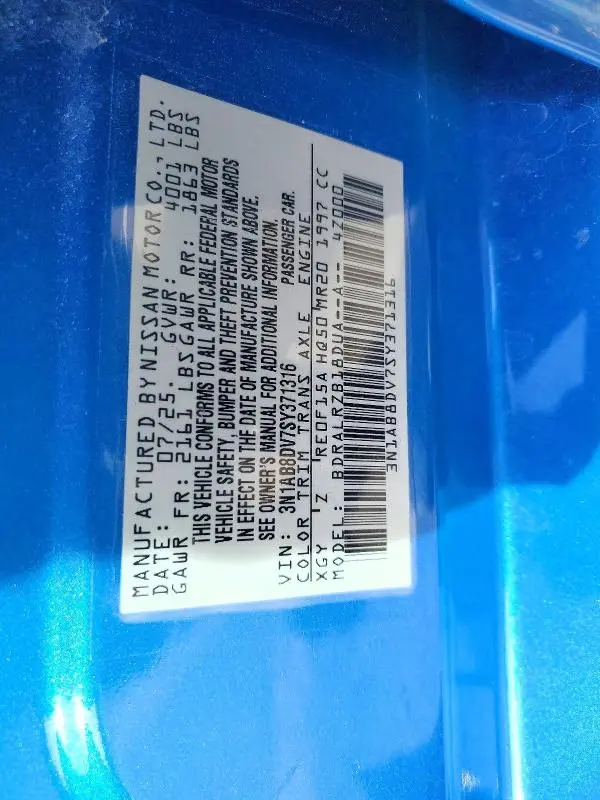 MANUFACTURED BY NISSAN MOTOR CO., LTD.
DATE: 07/25. GVWR: 4001 LBS
GAWR FR: 2161 LBS GAWR RR: 1863 LBS
THIS VEHICLE CONFORMS TO ALL APPLICABLE FEDERAL MOTOR
VEHICLE SAFETY, BUMPER AND THEFT PREVENTION STANDARDS
IN EFFECT ON THE DATE OF MANUFACTURE SHOWN ABOVE.
SEE OWNER'S MANUAL FOR ADDITIONAL INFORMATION.
VIN: 3N1AB8DV7SY371316 PASSENGER CAR.
COLOR TRIM TRANS AXLE ENGINE
XGY 'Z 'RE0F15A HQ50'MR20 1997 CC
MODEL: BDRALRZB18DUA--A-- 4Z000
3N1AB8DV7SY371316